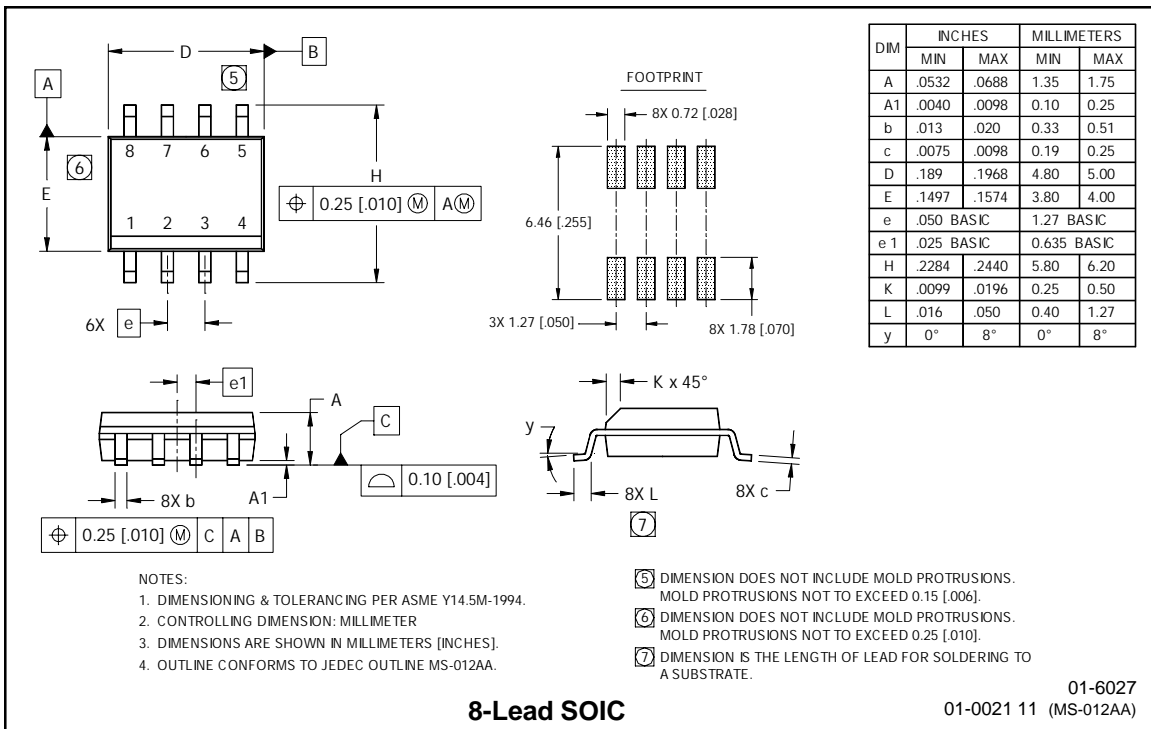 D
B
5
A
8 7 6 5
6
E
H
⌖ 0.25 [.010] Ⓜ A Ⓜ
1 2 3 4
6X e
FOOTPRINT
8X 0.72 [.028]
6.46 [.255]
3X 1.27 [.050]
8X 1.78 [.070]
DIM INCHES MILLIMETERS
MIN MAX MIN MAX
A .0532 .0688 1.35 1.75
A1 .0040 .0098 0.10 0.25
b .013 .020 0.33 0.51
c .0075 .0098 0.19 0.25
D .189 .1968 4.80 5.00
E .1497 .1574 3.80 4.00
e .050 BASIC 1.27 BASIC
e 1 .025 BASIC 0.635 BASIC
H .2284 .2440 5.80 6.20
K .0099 .0196 0.25 0.50
L .016 .050 0.40 1.27
y 0° 8° 0° 8°
e1
A
C
⌓ 0.10 [.004]
8X b
A1
⌖ 0.25 [.010] Ⓜ C A B
K x 45°
y
8X L
7
8X c
NOTES:
1. DIMENSIONING & TOLERANCING PER ASME Y14.5M-1994.
2. CONTROLLING DIMENSION: MILLIMETER
3. DIMENSIONS ARE SHOWN IN MILLIMETERS [INCHES].
4. OUTLINE CONFORMS TO JEDEC OUTLINE MS-012AA.
5 DIMENSION DOES NOT INCLUDE MOLD PROTRUSIONS.
MOLD PROTRUSIONS NOT TO EXCEED 0.15 [.006].
6 DIMENSION DOES NOT INCLUDE MOLD PROTRUSIONS.
MOLD PROTRUSIONS NOT TO EXCEED 0.25 [.010].
7 DIMENSION IS THE LENGTH OF LEAD FOR SOLDERING TO
A SUBSTRATE.
8-Lead SOIC
01-6027
01-0021 11 (MS-012AA)